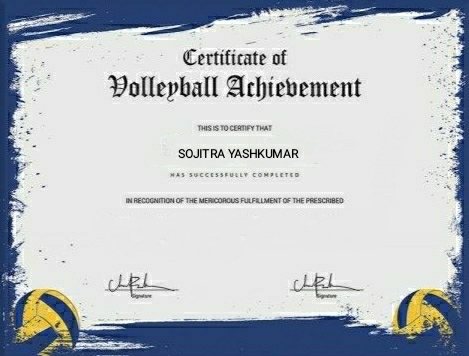 Certificate of
Volleyball Achievement
THIS IS TO CERTIFY THAT
SOJITRA YASHKUMAR
HAS SUCCESSFULLY COMPLETED
IN RECOGNITION OF THE MERICOROUS FULFILLMENT OF THE PRESCRIBED
Signature Signature